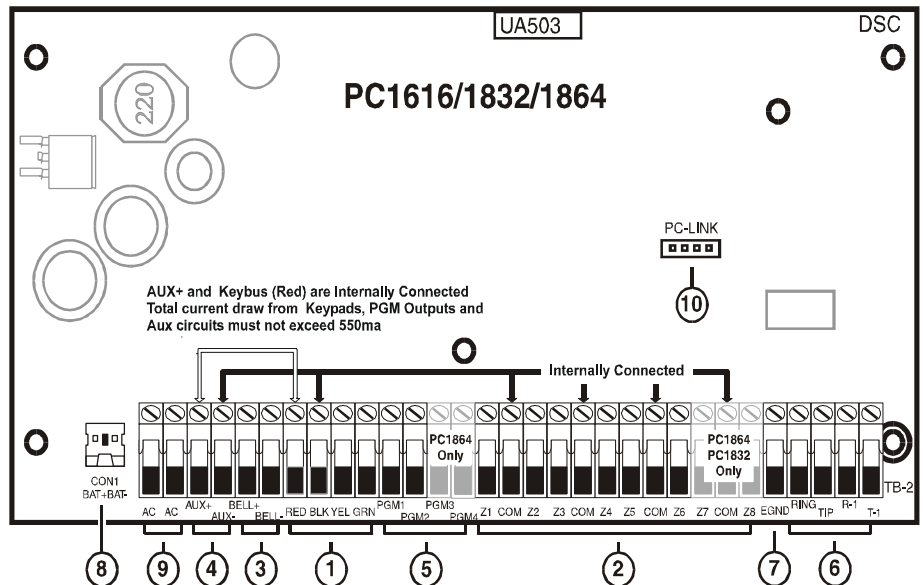 UA503
DSC
PC1616/1832/1864
220
PC-LINK
10
AUX+ and Keybus (Red) are Internally Connected
Total current draw from Keypads, PGM Outputs and
Aux circuits must not exceed 550ma
Internally Connected
PC1864
Only
PC1864
PC1832
Only
CON1
BAT+BAT-
TB-2
AC AC AUX+ AUX- BELL+ BELL- RED BLK YEL GRN PGM1 PGM2 PGM3 PGM4 Z1 COM Z2 Z3 COM Z4 Z5 COM Z6 Z7 COM Z8 EGND RING TIP R-1 T-1
8 9 4 3 1 5 2 7 6